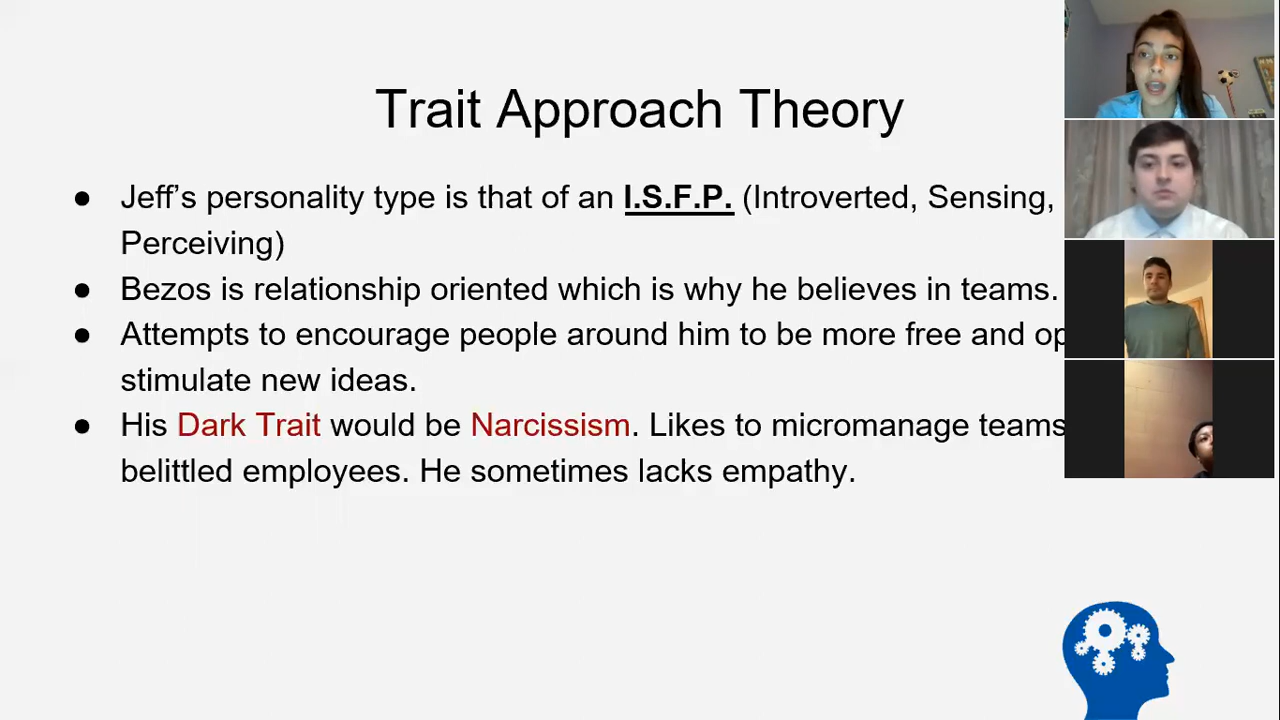 Trait Approach Theory
● Jeff’s personality type is that of an I.S.F.P. (Introverted, Sensing,
Perceiving)
● Bezos is relationship oriented which is why he believes in teams.
● Attempts to encourage people around him to be more free and
stimulate new ideas.
● His Dark Trait would be Narcissism. Likes to micromanage teams
belittled employees. He sometimes lacks empathy.